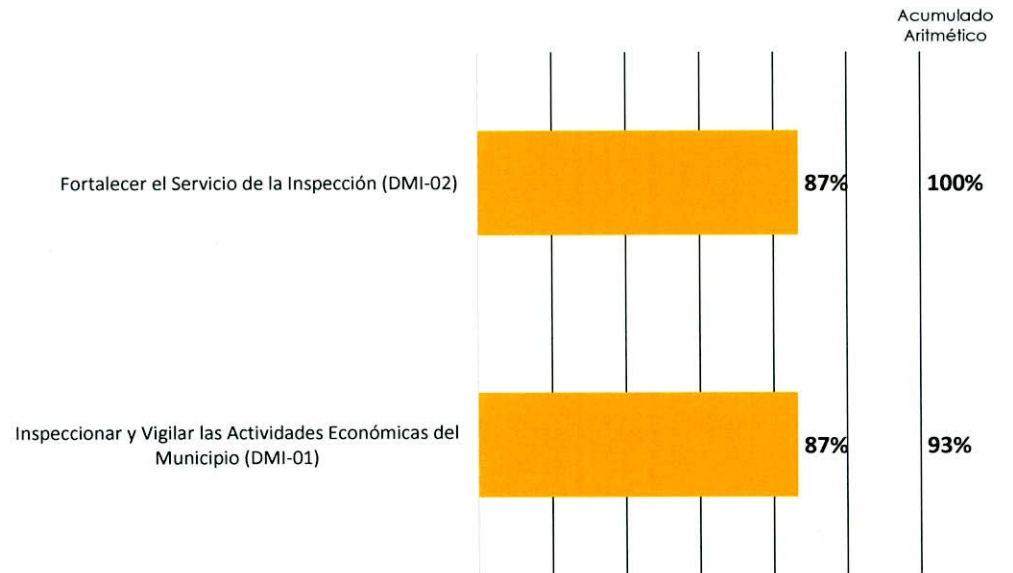 Acumulado
Aritmético
Fortalecer el Servicio de la Inspección (DMI-02)
87%
100%
Inspeccionar y Vigilar las Actividades Económicas del
Municipio (DMI-01)
87%
93%